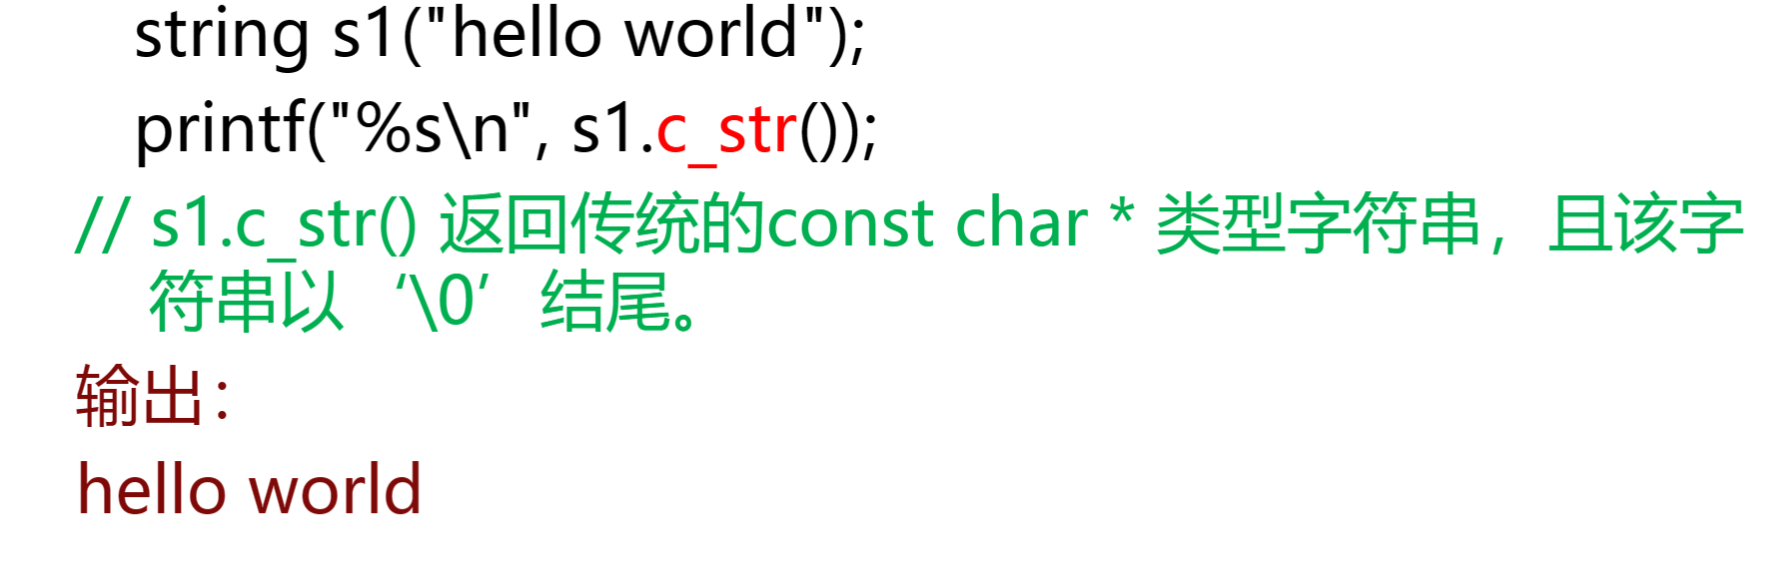 string s1("hello world");
printf("%s\n", s1.c_str());
// s1.c_str() 返回传统的const char * 类型字符串，且该字
符串以‘\0’结尾。
输出：
hello world